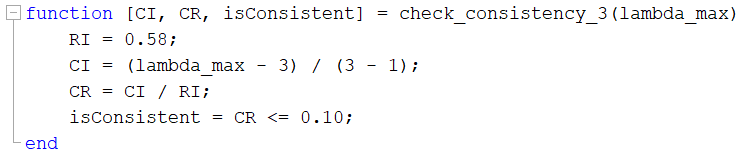 function [CI, CR, isConsistent] = check_consistency_3(lambda_max)
    RI = 0.58;
    CI = (lambda_max - 3) / (3 - 1);
    CR = CI / RI;
    isConsistent = CR <= 0.10;
end